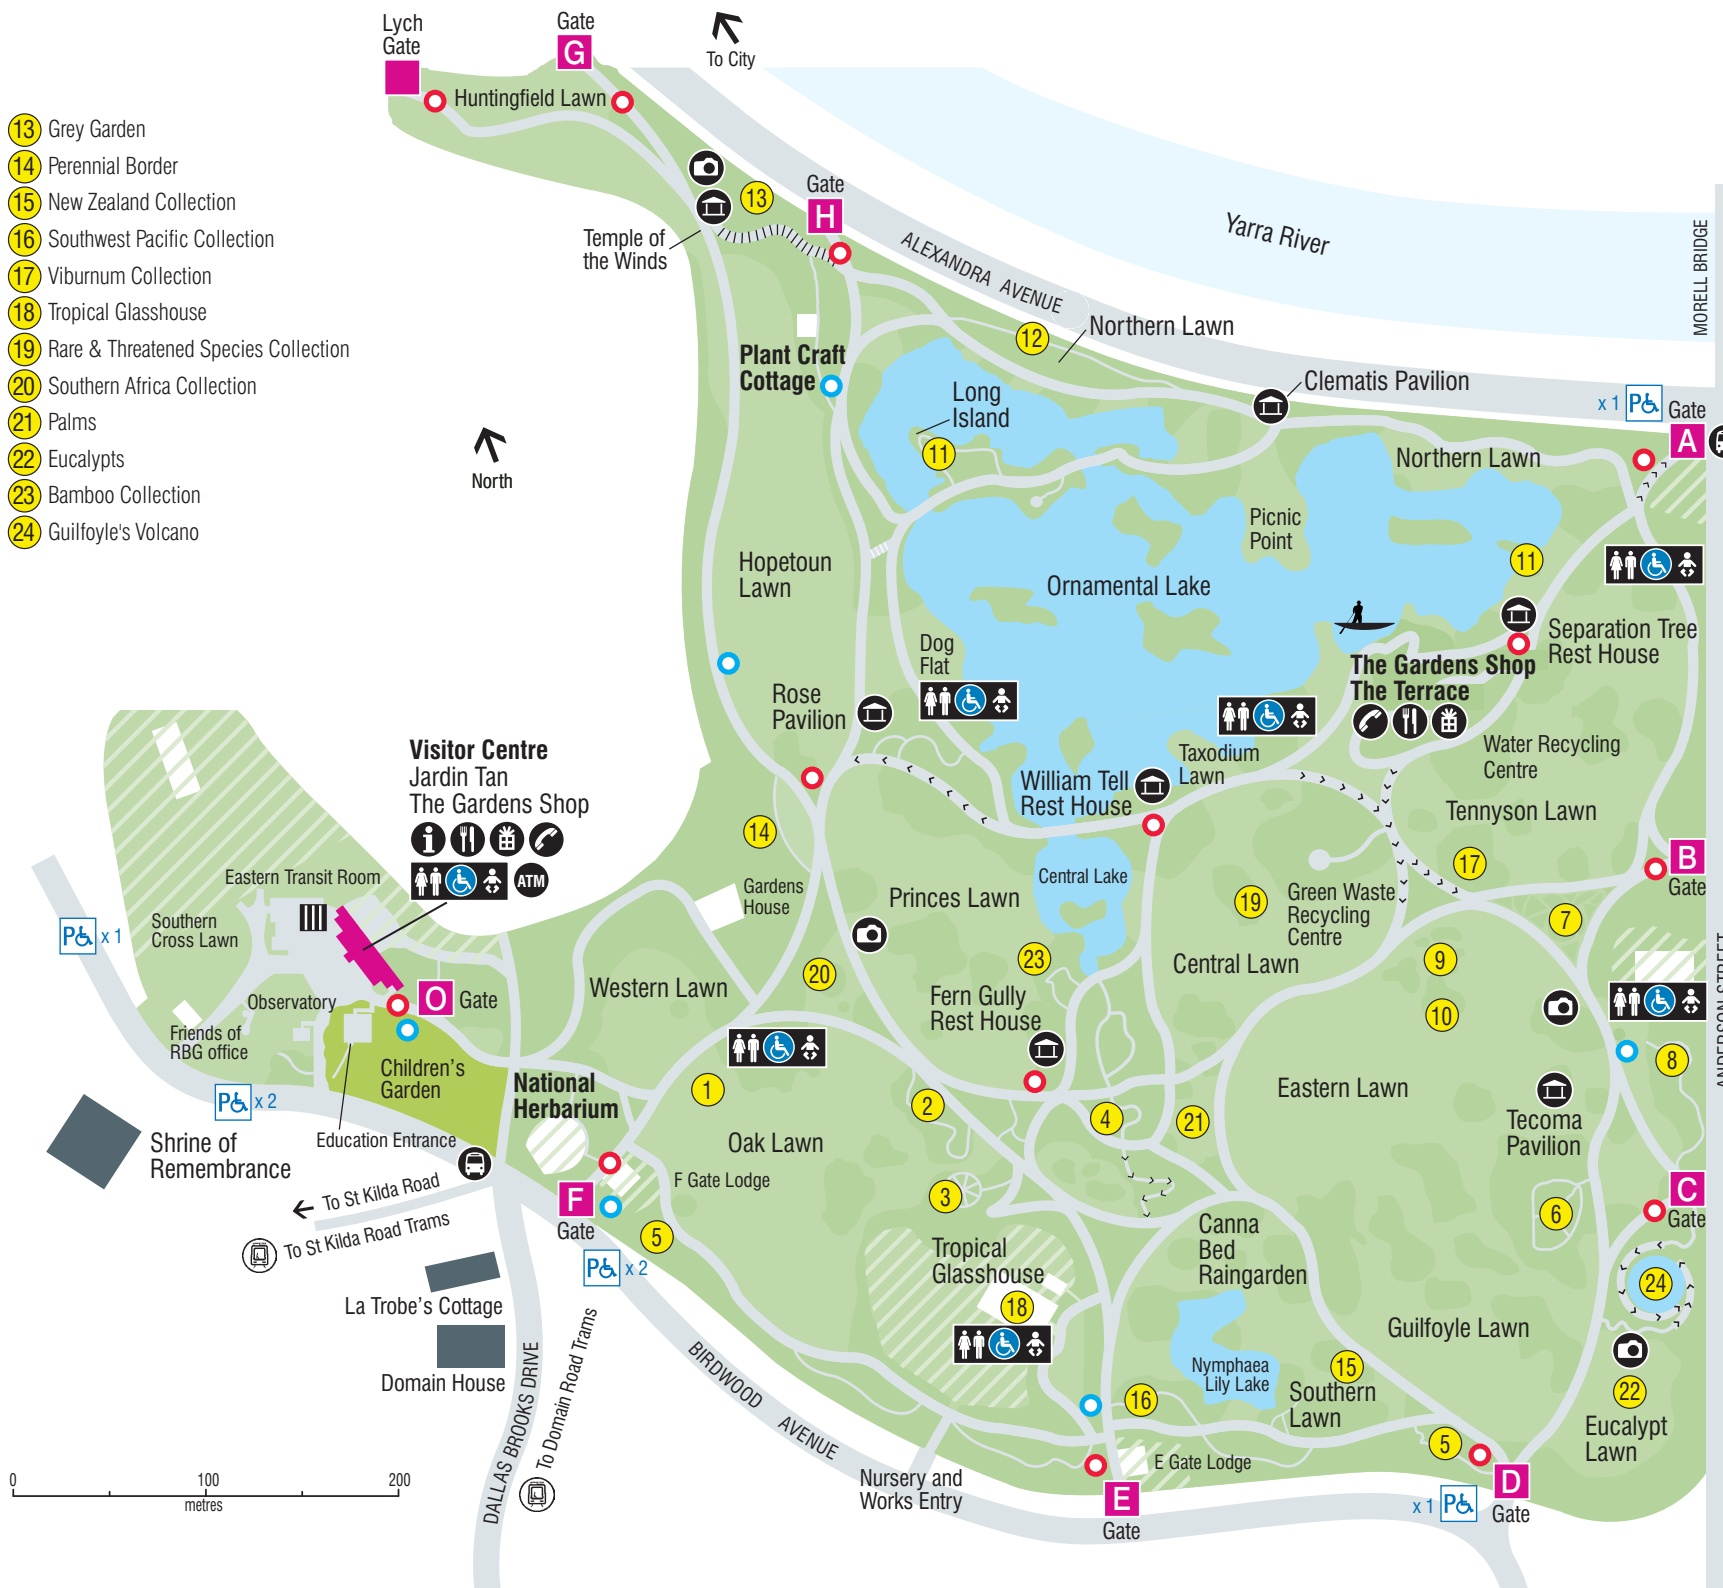 Lych
Gate
Gate
G
To City
Huntingfield Lawn
13 Grey Garden
14 Perennial Border
15 New Zealand Collection
16 Southwest Pacific Collection
17 Viburnum Collection
18 Tropical Glasshouse
19 Rare & Threatened Species Collection
20 Southern Africa Collection
21 Palms
22 Eucalypts
23 Bamboo Collection
24 Guilfoyle's Volcano
North
13
Gate
H
Temple of
the Winds
ALEXANDRA AVENUE
Yarra River
MORELL BRIDGE
12
Northern Lawn
Plant Craft
Cottage
Long
Island
11
Clematis Pavilion
x 1
P
Gate
A
Northern Lawn
Picnic
Point
11
Hopetoun
Lawn
Ornamental Lake
Dog
Flat
Separation Tree
Rest House
The Gardens Shop
The Terrace
Rose
Pavilion
Taxodium
Lawn
Water Recycling
Centre
William Tell
Rest House
Tennyson Lawn
Visitor Centre
Jardin Tan
The Gardens Shop
i
ATM
14
17
B
Gate
Eastern Transit Room
Gardens
House
Central Lake
Princes Lawn
19
Green Waste
Recycling
Centre
7
Southern
Cross Lawn
P
x 1
23
9
20
Central Lawn
Western Lawn
Observatory
O
Gate
Fern Gully
Rest House
10
Friends of
RBG office
ANDERSON STREET
Children's
Garden
National
Herbarium
1
2
4
21
Eastern Lawn
8
P
x 2
Tecoma
Pavilion
Shrine of
Remembrance
Education Entrance
Oak Lawn
F Gate Lodge
To St Kilda Road
To St Kilda Road Trams
F
Gate
3
5
6
C
Gate
Canna
Bed
Raingarden
Tropical
Glasshouse
18
P
x 2
24
La Trobe's Cottage
Domain House
DALLAS BROOKS DRIVE
To Domain Road Trams
BIRDWOOD AVENUE
Guilfoyle Lawn
Nymphaea
Lily Lake
15
Southern
Lawn
16
22
Eucalypt
Lawn
5
E Gate Lodge
Nursery and
Works Entry
E
Gate
x 1
P
D
Gate
0 100 200
metres